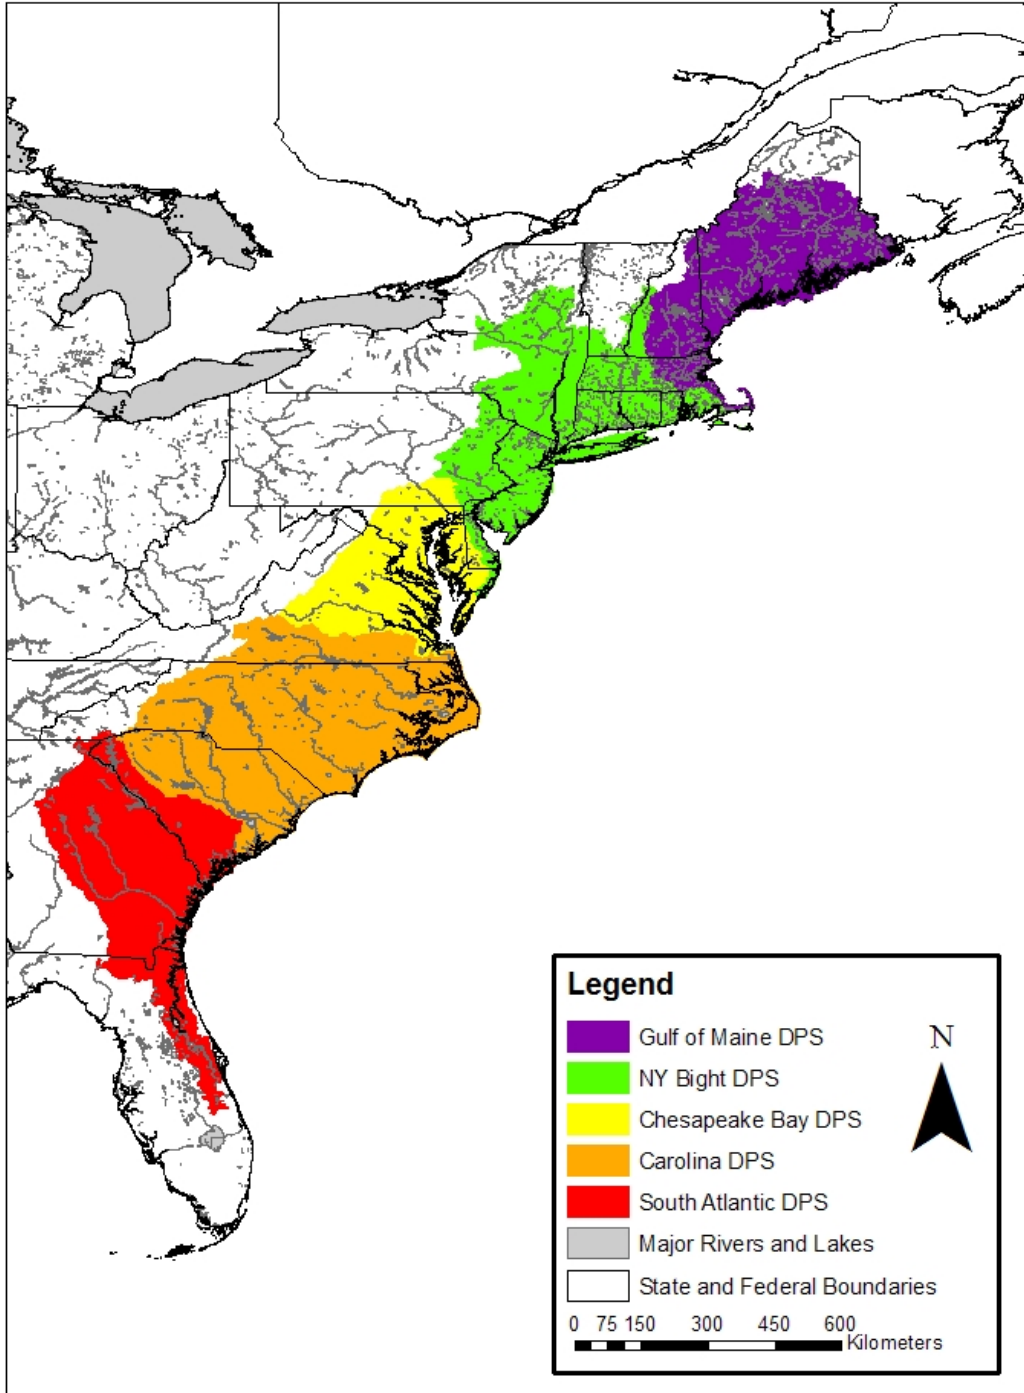 Legend
Gulf of Maine DPS
N
NY Bight DPS
Chesapeake Bay DPS
Carolina DPS
South Atlantic DPS
Major Rivers and Lakes
State and Federal Boundaries
0 75 150 300 450 600
Kilometers